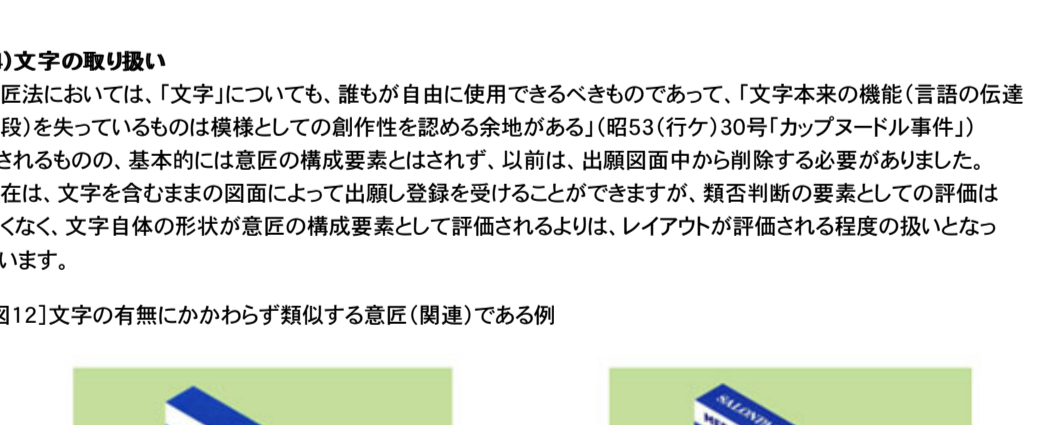 )文字の取り扱い
匠法においては、「文字」についても、誰もが自由に使用できるべきものであって、「文字本来の機能（言語の伝達
段）を失っているものは模様としての創作性を認める余地がある」（昭53（行ケ）30号「カップヌードル事件」）
されるものの、基本的には意匠の構成要素とはされず、以前は、出願図面中から削除する必要がありました。
在は、文字を含むままの図面によって出願し登録を受けることができますが、類否判断の要素としての評価は
くなく、文字自体の形状が意匠の構成要素として評価されるよりは、レイアウトが評価される程度の扱いとなっ
います。
図12］文字の有無にかかわらず類似する意匠（関連）である例